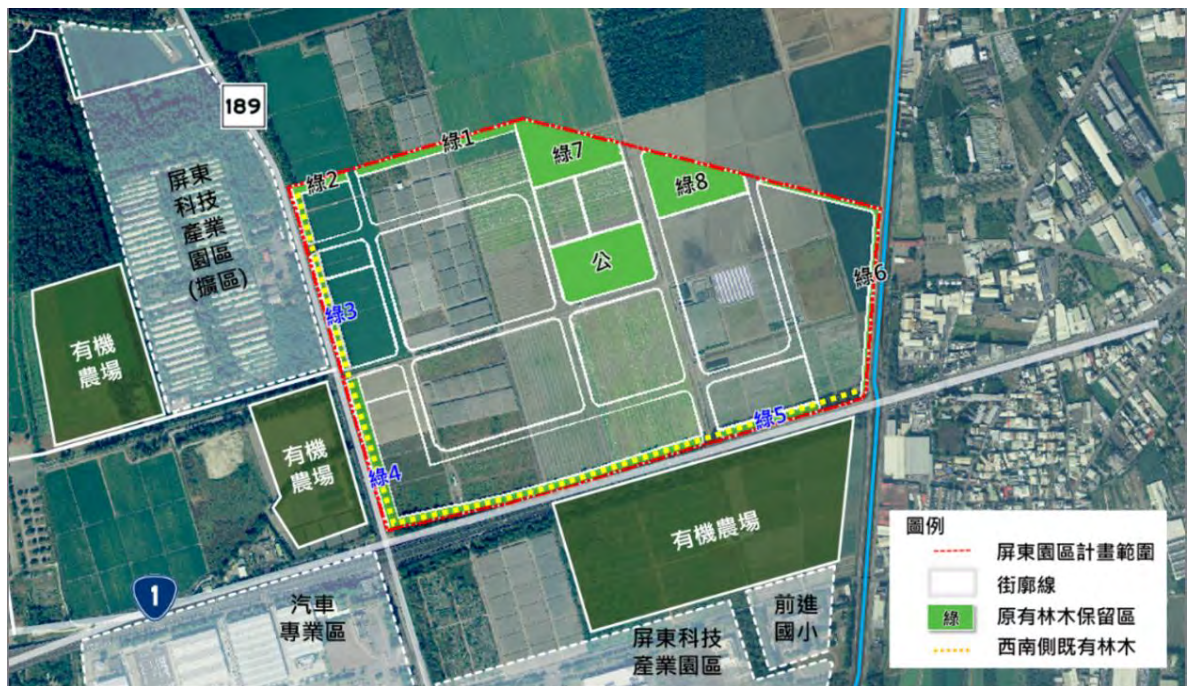 189
綠1
綠7
綠2
綠8
屏東
科技
產業
園區
(擴區)
公
綠6
綠3
有機
農場
綠5
有機
農場
綠4
有機農場
圖例
屏東園區計畫範圍
街廓線
綠
原有林木保留區
西南側既有林木
1
汽車
專業區
前進
國小
屏東科技
產業園區